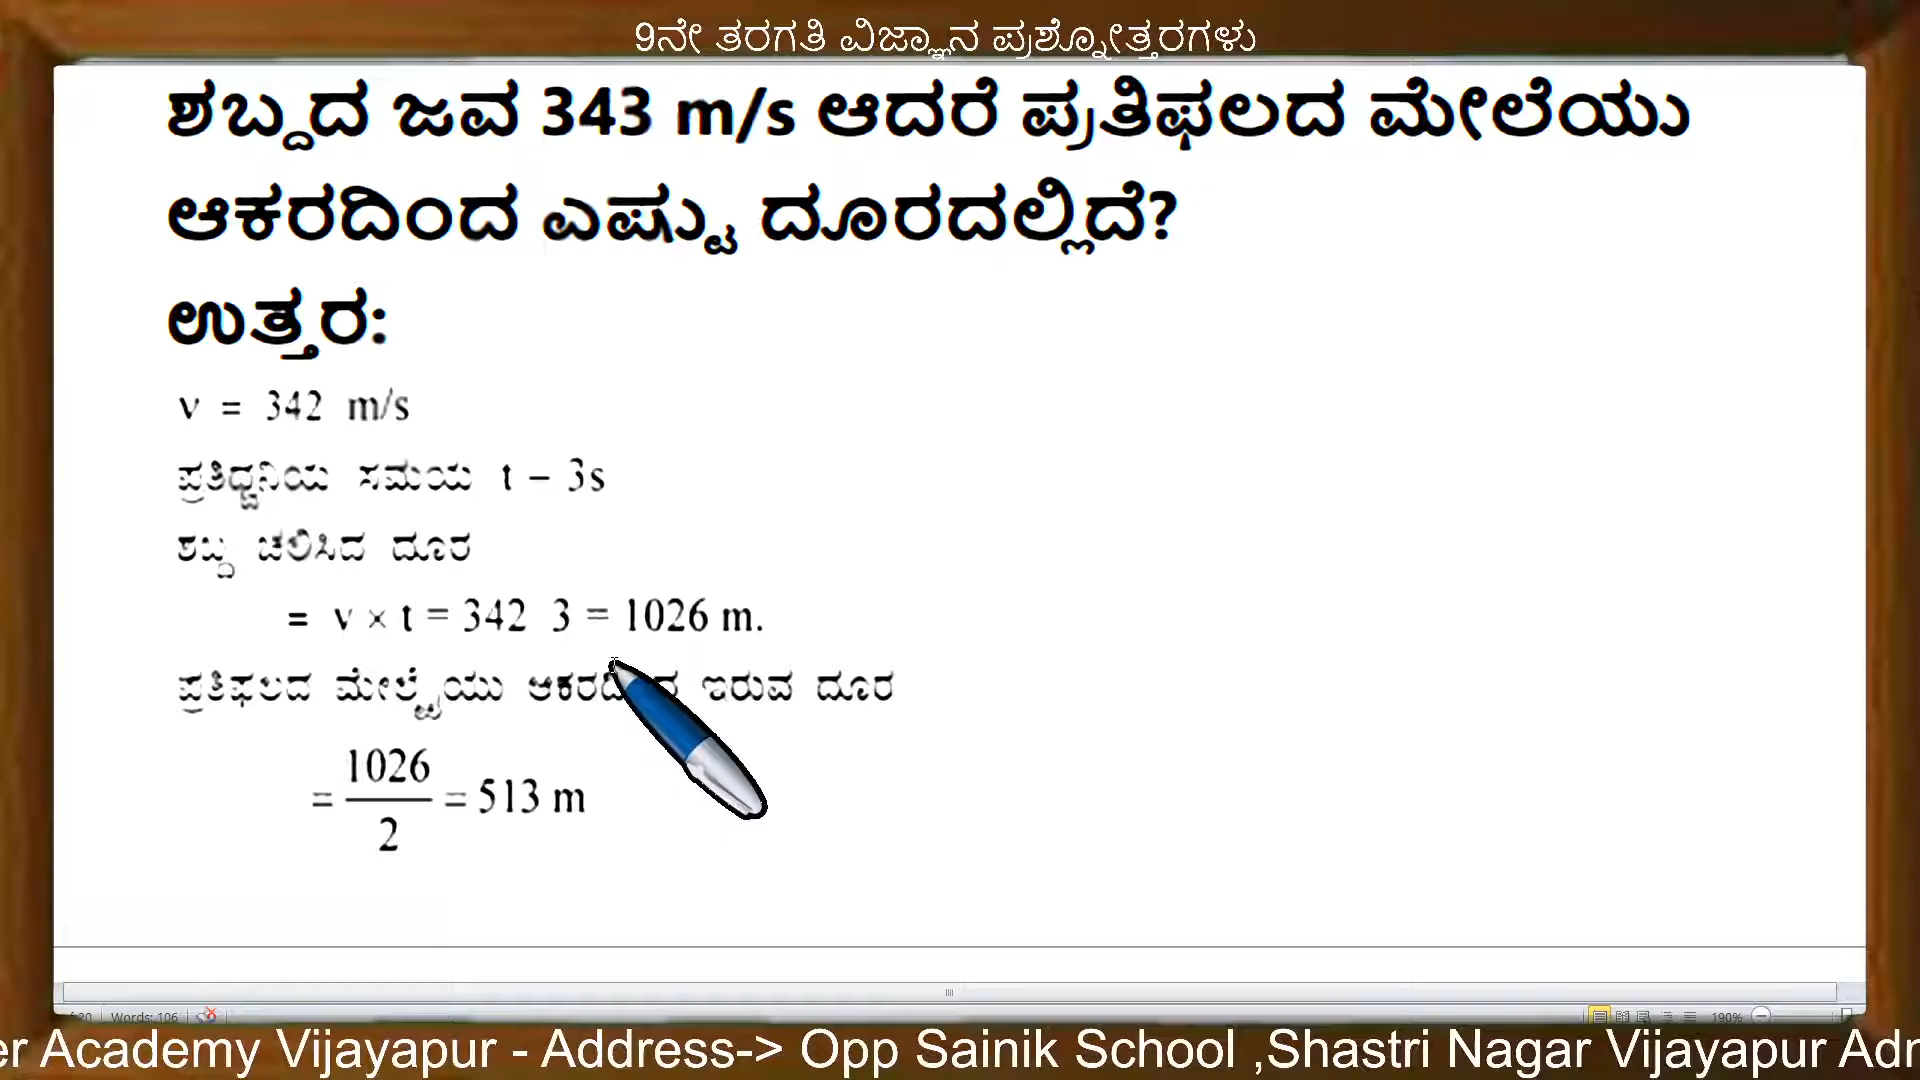 9ನೇ ತರಗತಿ ವಿಜ್ಞಾನ ಪ್ರಶ್ನೋತ್ತರಗಳು
ಶಬ್ದದ ಜವ 343 m/s ಆದರೆ ಪ್ರತಿಫಲದ ಮೇಲೆಯು
ಆಕರದಿಂದ ಎಷ್ಟು ದೂರದಲ್ಲಿದೆ?
ಉತ್ತರ:
v = 342 m/s
ಪ್ರತಿಧ್ವನಿಯ ಸಮಯ t – 3s
ಶಬ್ದ ಚಲಿಸಿದ ದೂರ
= v × t = 342 3 = 1026 m.
ಪ್ರತಿಫಲದ ಮೇಲ್ಮೈಯು ಇರುವ ದೂರ
= 1026/2 = 513 m
Words: 106
190%
er Academy Vijayapur - Address-> Opp Sainik School ,Shastri Nagar Vijayapur Adr